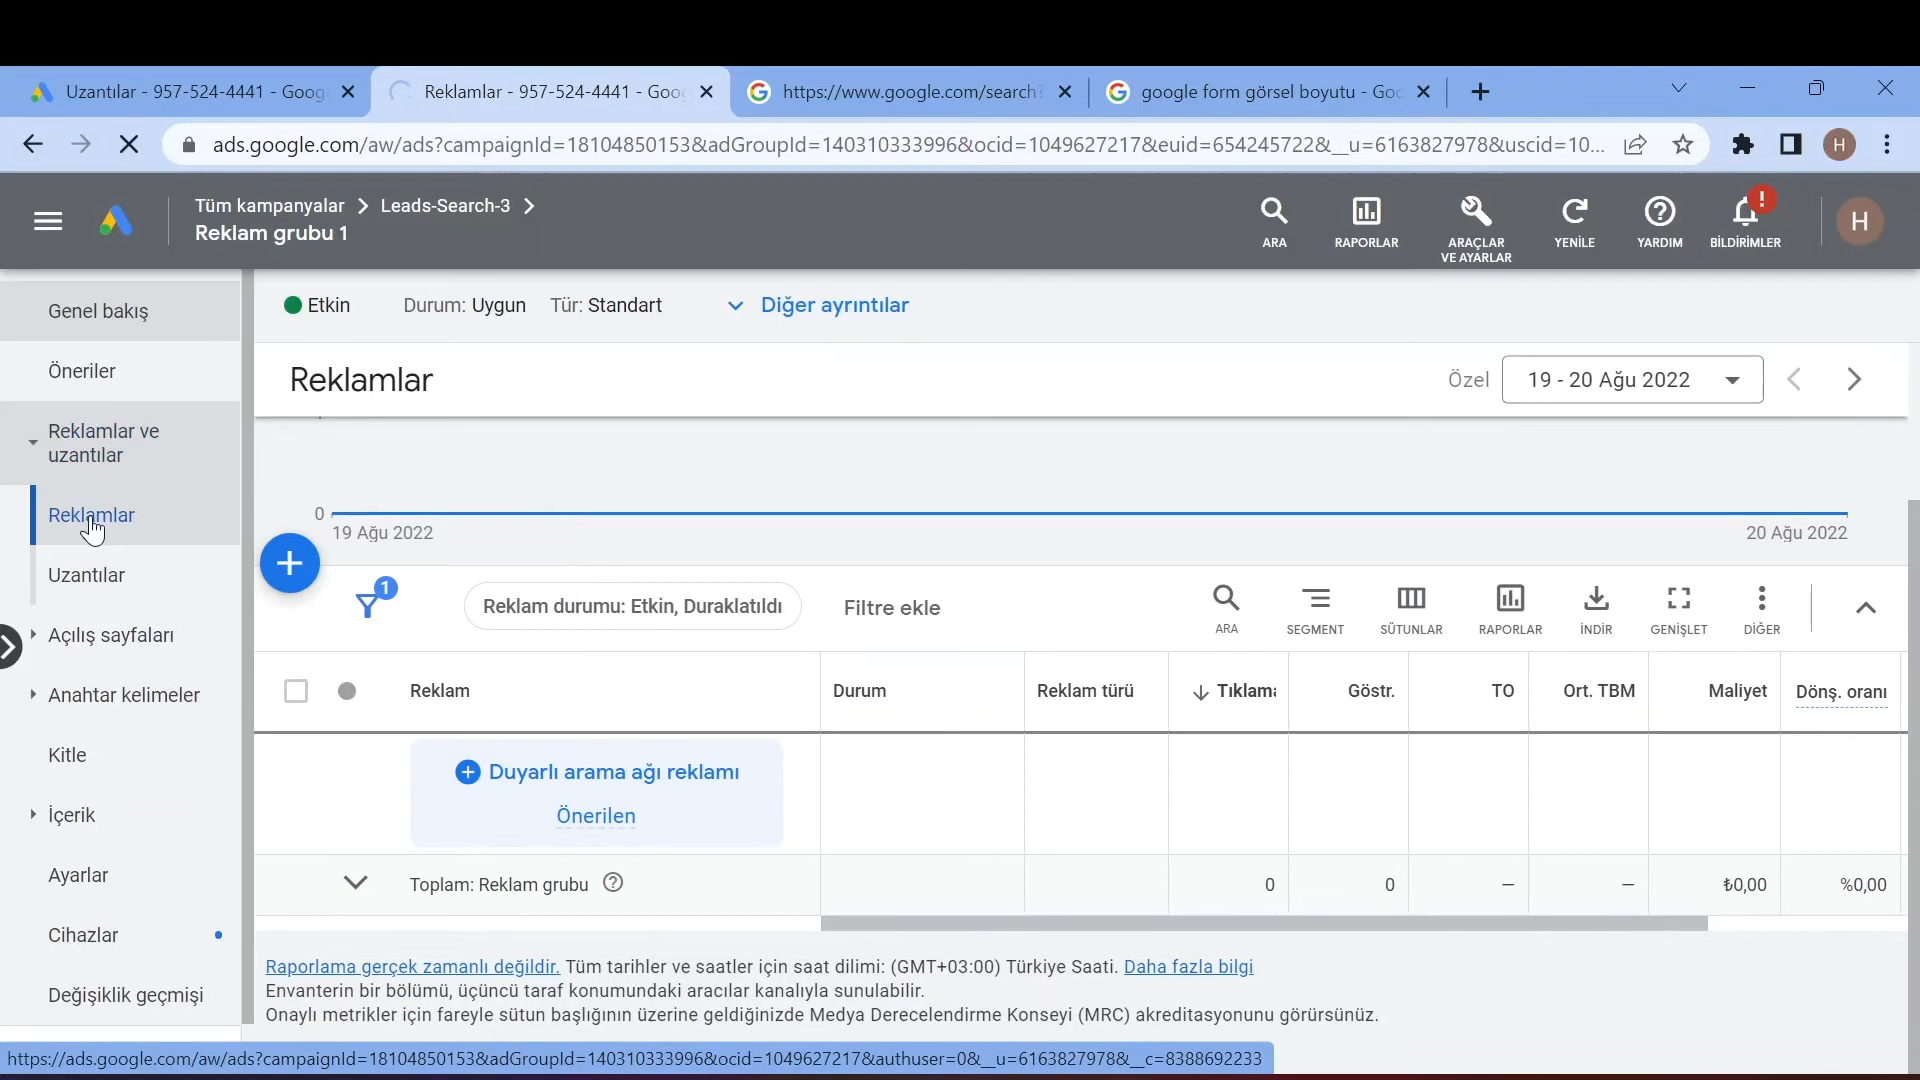 Uzantılar - 957-524-4441 - Goog
Reklamlar - 957-524-4441 - Goog
https://www.google.com/search?
google form görsel boyutu - Goo
ads.google.com/aw/ads?campaignId=18104850153&adGroupId=140310333996&ocid=1049627217&euid=654245722&__u=6163827978&uscid=10...
H
Tüm kampanyalar > Leads-Search-3 >
Reklam grubu 1
ARA
RAPORLAR
ARAÇLAR
VE AYARLAR
YENİLE
YARDIM
!
BİLDİRİMLER
H
Genel bakış
Öneriler
Reklamlar ve
uzantılar
Reklamlar
Uzantılar
Açılış sayfaları
Anahtar kelimeler
Kitle
İçerik
Ayarlar
Cihazlar
Değişiklik geçmişi
Etkin Durum: Uygun Tür: Standart Diğer ayrıntılar
Reklamlar
Özel 19 - 20 Ağu 2022
0
19 Ağu 2022 20 Ağu 2022
1
Reklam durumu: Etkin, Duraklatıldı
Filtre ekle
ARA
SEGMENT
SÜTUNLAR
RAPORLAR
İNDİR
GENİŞLET
DİĞER
Reklam Durum Reklam türü Tıklama Göstr. TO Ort. TBM Maliyet Dönş. oranı
Duyarlı arama ağı reklamı
Önerilen
Toplam: Reklam grubu 0 0 – – ₺0,00 %0,00
Raporlama gerçek zamanlı değildir. Tüm tarihler ve saatler için saat dilimi: (GMT+03:00) Türkiye Saati. Daha fazla bilgi
Envanterin bir bölümü, üçüncü taraf konumundaki aracılar kanalıyla sunulabilir.
Onaylı metrikler için fareyle sütun başlığının üzerine geldiğinizde Medya Derecelendirme Konseyi (MRC) akreditasyonunu görürsünüz.
https://ads.google.com/aw/ads?campaignId=18104850153&adGroupId=140310333996&ocid=1049627217&authuser=0&__u=6163827978&__c=8388692233